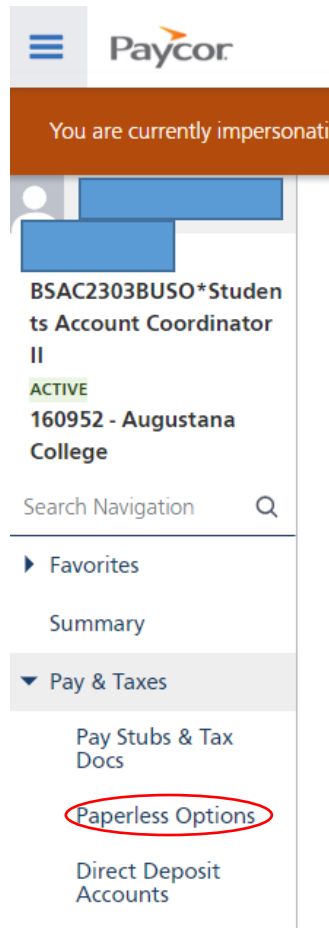 Paycor
You are currently impersonati
BSAC2303BUSO*Studen
ts Account Coordinator
II
ACTIVE
160952 - Augustana
College
Search Navigation
Favorites
Summary
Pay & Taxes
Pay Stubs & Tax
Docs
Paperless Options
Direct Deposit
Accounts